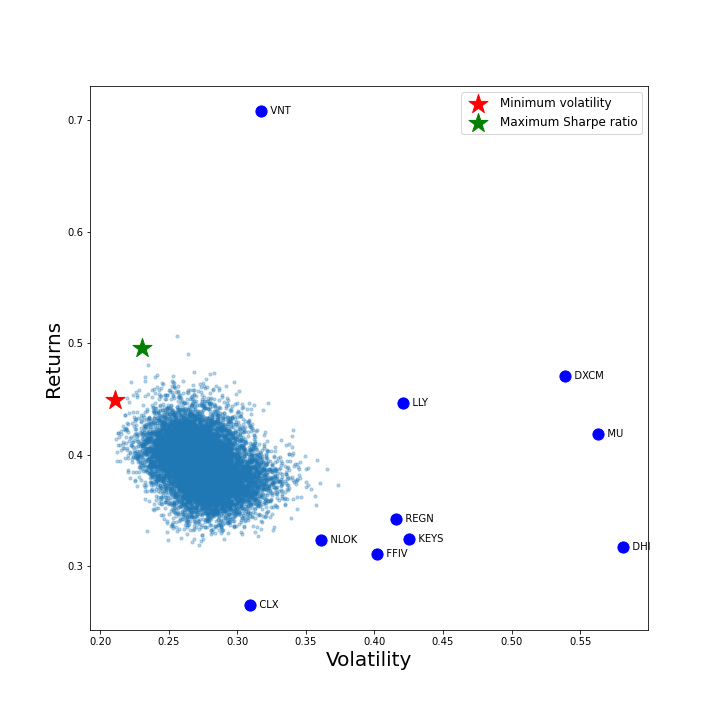 Minimum volatility
Maximum Sharpe ratio
VNT
0.7
0.6
0.5
DXCM
LLY
MU
0.4
REGN
KEYS
NLOK
DHI
FFIV
0.3
CLX
Returns
0.20 0.25 0.30 0.35 0.40 0.45 0.50 0.55
Volatility